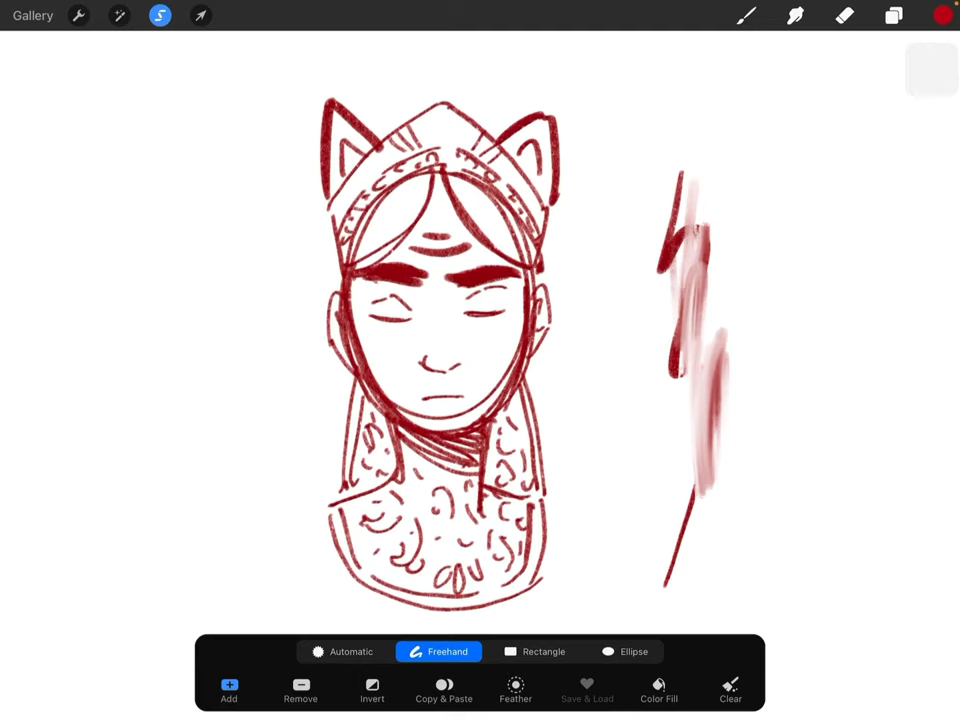 Gallery
Automatic Freehand Rectangle Ellipse
Add Remove Invert Copy & Paste Feather Save & Load Color Fill Clear